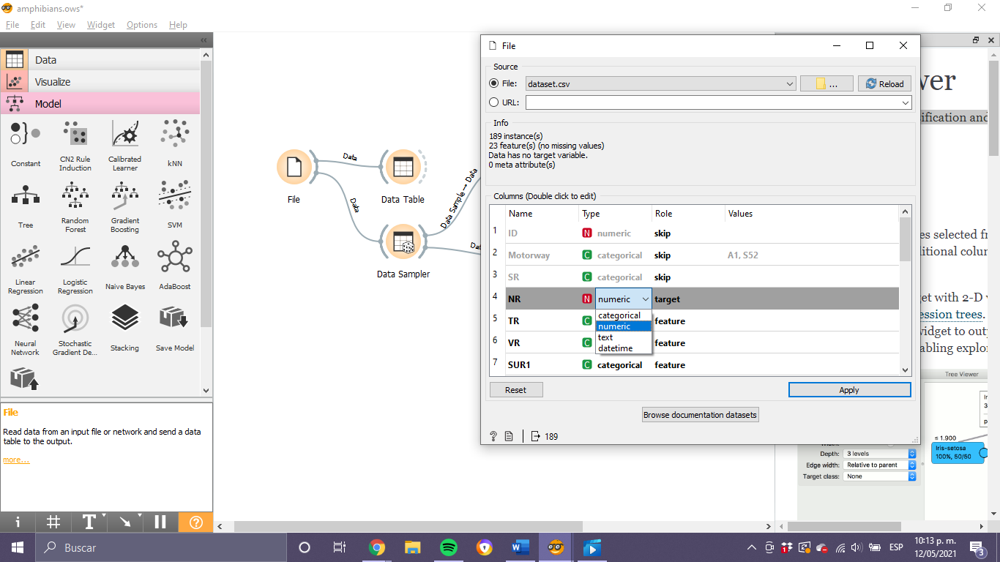 amphibians.ows*
File Edit View Widget Options Help
Data
Visualize
Model
Constant
CN2 Rule Induction
Calibrated Learner
kNN
Tree
Random Forest
Gradient Boosting
SVM
Linear Regression
Logistic Regression
Naive Bayes
AdaBoost
Neural Network
Stochastic Gradient De...
Stacking
Save Model
File
Read data from an input file or network and send a data
table to the output.
more...
File
Data
Data Table
Data
Data Sampler
Data Sample → Data
File
Source
File: dataset.csv ... Reload
URL:
Info
189 instance(s)
23 feature(s) (no missing values)
Data has no target variable.
0 meta attribute(s)
Columns (Double click to edit)
Name Type Role Values
1 ID N numeric skip
2 Motorway C categorical skip A1, S52
3 SR C categorical skip
4 NR N numeric target
categorical
numeric
text
datetime
5 TR C feature
6 VR C feature
7 SUR1 C categorical feature
Reset Apply
Browse documentation datasets
? 189
ification and
es selected fr
ditional colum
get with 2-D v
ession trees.
widget to outp
abling explor
Tree Viewer
≤ 1.900
Iris-setosa
100%, 50/50
Depth: 3 levels
Edge width: Relative to parent
Target class: None
Buscar
ESP
10:13 p. m.
12/05/2021
3